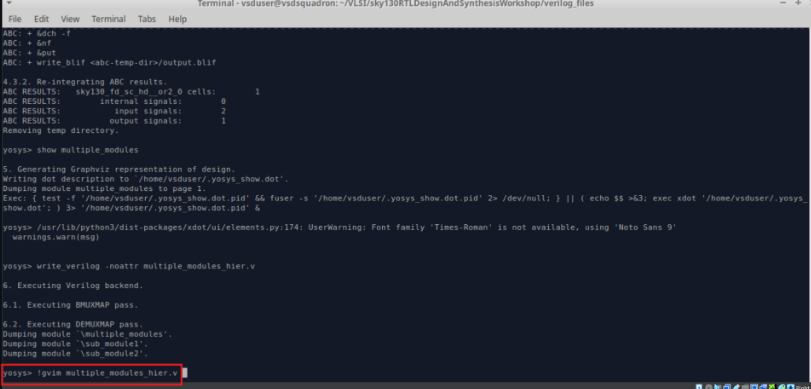 Terminal - vsduser@vsdsquadron: ~/VLSI/sky130RTLDesignAndSynthesisWorkshop/verilog_files
File Edit View Terminal Tabs Help
ABC: + &dch -f
ABC: + &nf
ABC: + &put
ABC: + write_blif <abc-temp-dir>/output.blif
4.3.2. Re-integrating ABC results.
ABC RESULTS:   sky130_fd_sc_hd__or2_0 cells:        1
ABC RESULTS:        internal signals:        0
ABC RESULTS:           input signals:        2
ABC RESULTS:          output signals:        1
Removing temp directory.
yosys> show multiple_modules
5. Generating Graphviz representation of design.
Writing dot description to `/home/vsduser/.yosys_show.dot'.
Dumping module multiple_modules to page 1.
Exec: { test -f '/home/vsduser/.yosys_show.dot.pid' && fuser -s '/home/vsduser/.yosys_show.dot.pid' 2> /dev/null; } || ( echo $$ >&3; exec xdot '/home/vsduser/.yosys_
show.dot'; ) 3> '/home/vsduser/.yosys_show.dot.pid' &
yosys> /usr/lib/python3/dist-packages/xdot/ui/elements.py:174: UserWarning: Font family 'Times-Roman' is not available, using 'Noto Sans 9'
  warnings.warn(msg)
yosys> write_verilog -noattr multiple_modules_hier.v
6. Executing Verilog backend.
6.1. Executing BMUXMAP pass.
6.2. Executing DEMUXMAP pass.
Dumping module `\multiple_modules'.
Dumping module `\sub_module1'.
Dumping module `\sub_module2'.
yosys> !gvim multiple_modules_hier.v